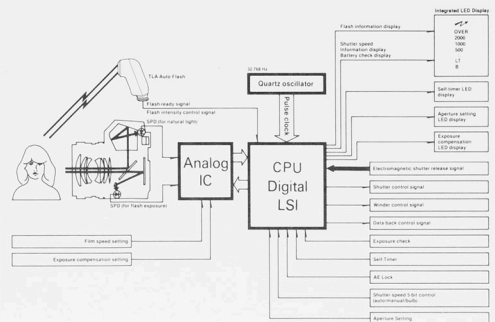 Integrated LED Display
Flash information display
OVER
2000
1000
500
LT
B
Shutter speed
Information display
Battery check display
TLA Auto Flash
32,768 Hz
Quartz oscillator
Pulse clock
Self-timer LED
display
Flash-ready signal
Flash intensity control signal
SPD (for natural light)
Aperture setting
LED display
Exposure
compensation
LED display
Analog
IC
CPU
Digital
LSI
Electromagnetic shutter release signal
Shutter control signal
SPD (for flash exposure)
Winder control signal
Data back control signal
Film speed setting
Exposure check
Exposure compensation setting
Self-Timer
AE Lock
Shutter speed 5-bit control
(auto/manual/bulb)
Aperture Setting